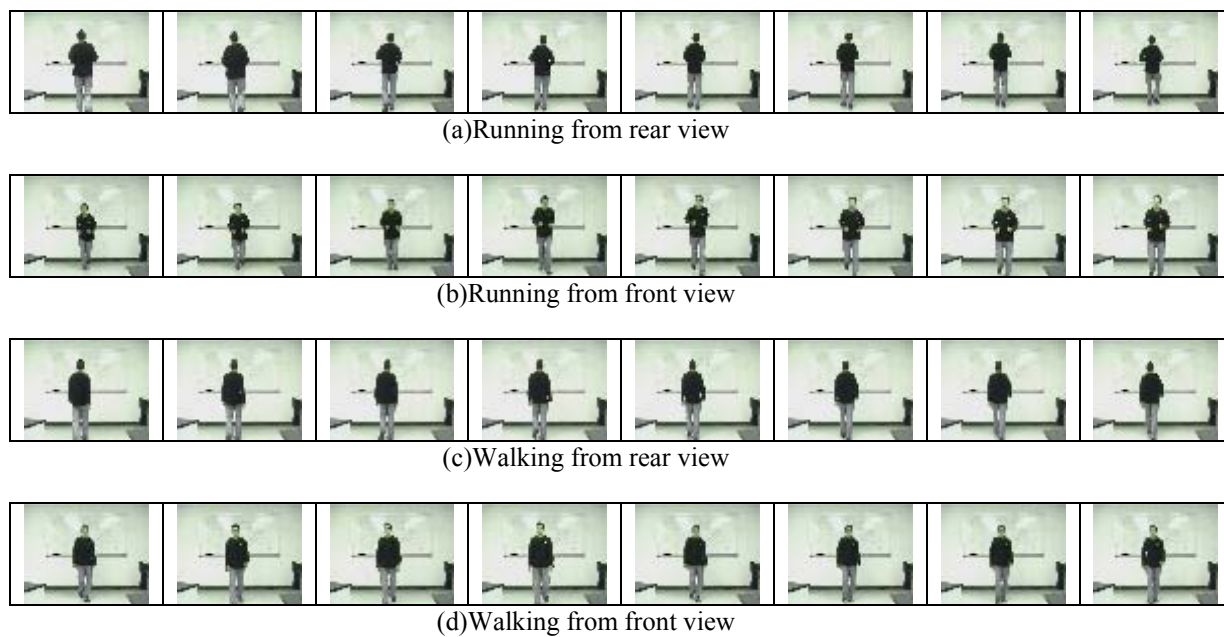 (a)Running from rear view
(b)Running from front view
(c)Walking from rear view
(d)Walking from front view